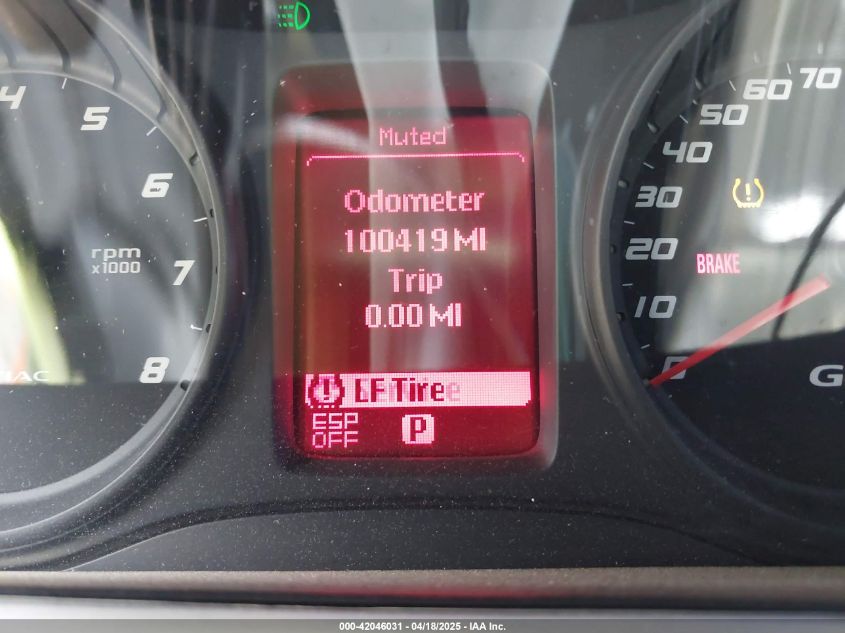 Muted
Odometer
100419 MI
Trip
0.00 MI
LF Tire
ESP
OFF
P
4
5
6
7
8
rpm
x1000
0
10
20
30
40
50
60
70
BRAKE
G
000-42046031 - 04/18/2025 - IAA Inc.